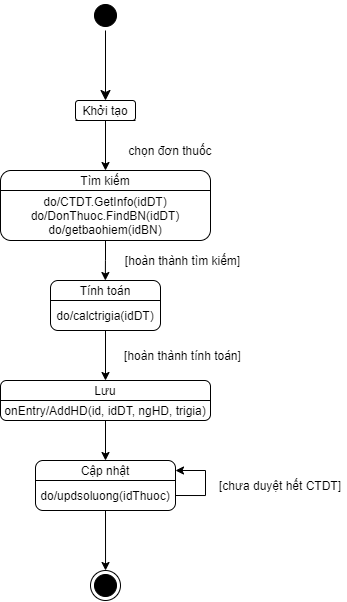 Khởi tạo
chọn đơn thuốc
Tìm kiếm
do/CTDT.GetInfo(idDT)
do/DonThuoc.FindBN(idDT)
do/getbaohiem(idBN)
[hoàn thành tìm kiếm]
Tính toán
do/calctrigia(idDT)
[hoàn thành tính toán]
Lưu
onEntry/AddHD(id, idDT, ngHD, trigia)
Cập nhật
do/updsoluong(idThuoc)
[chưa duyệt hết CTDT]